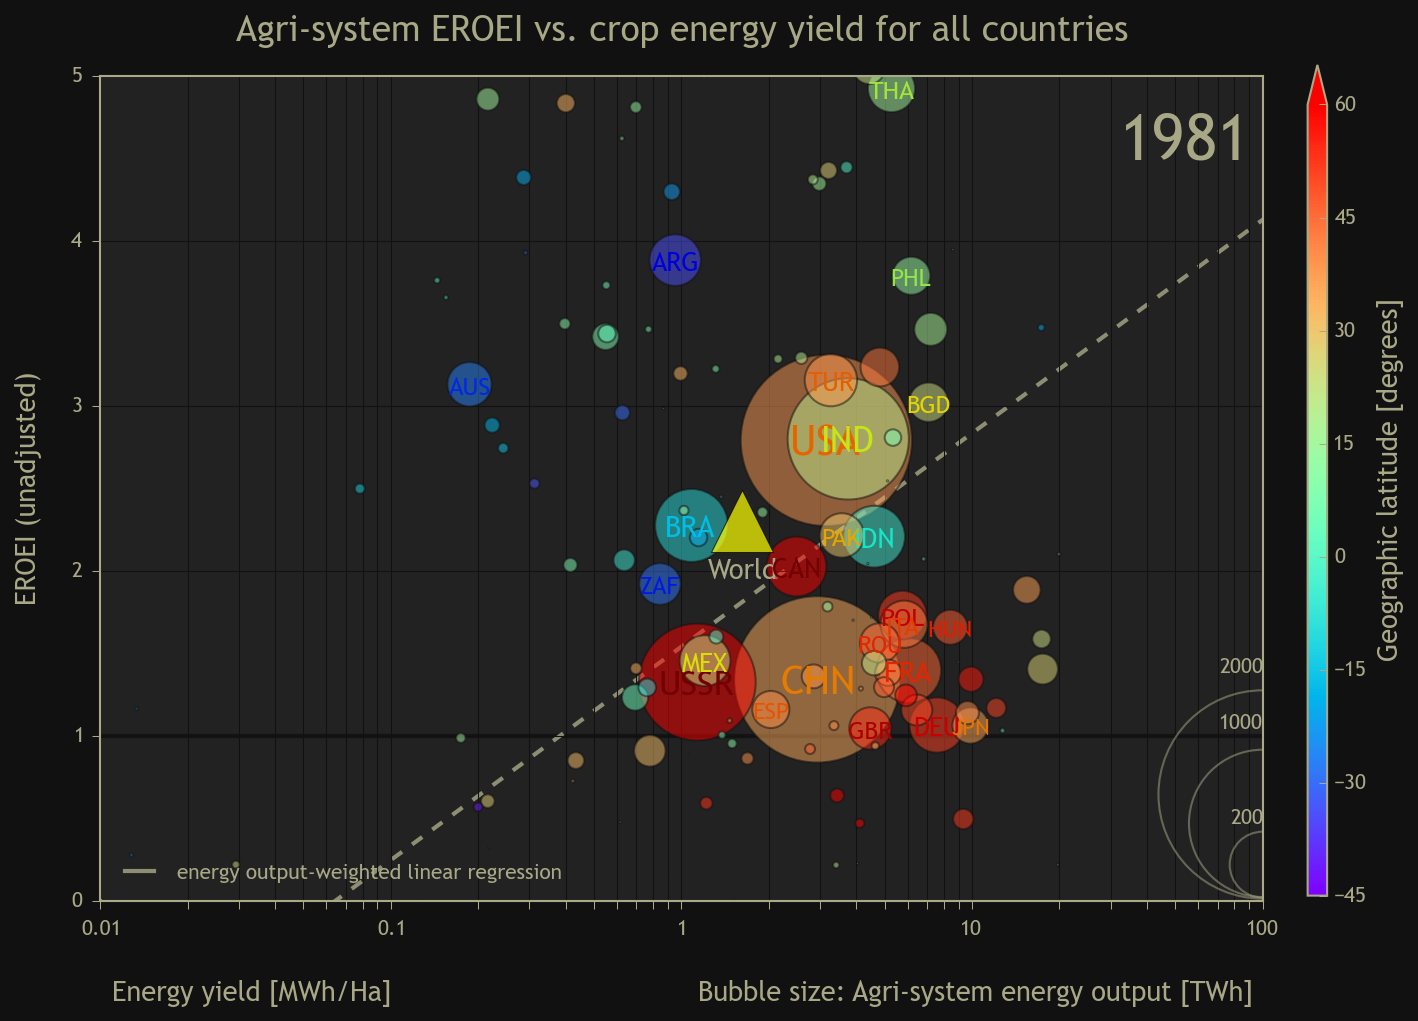 Agri-system EROEI vs. crop energy yield for all countries
1981
EROEI (unadjusted)
5
4
3
2
1
0
THA
ARG
PHL
AUS
TUR
BGD
USA
IND
BRA
PAK
IDN
World
CAN
ZAF
POL
ITA
HUN
ROU
MEX
USSR
CHN
FRA
ESP
GBR
DEU
JPN
2000
1000
200
energy output-weighted linear regression
0.01
0.1
1
10
100
Energy yield [MWh/Ha]
Bubble size: Agri-system energy output [TWh]
60
45
30
15
0
−15
−30
−45
Geographic latitude [degrees]